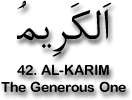 اَلْكَرِيمُ
42. AL-KARIM
The Generous One